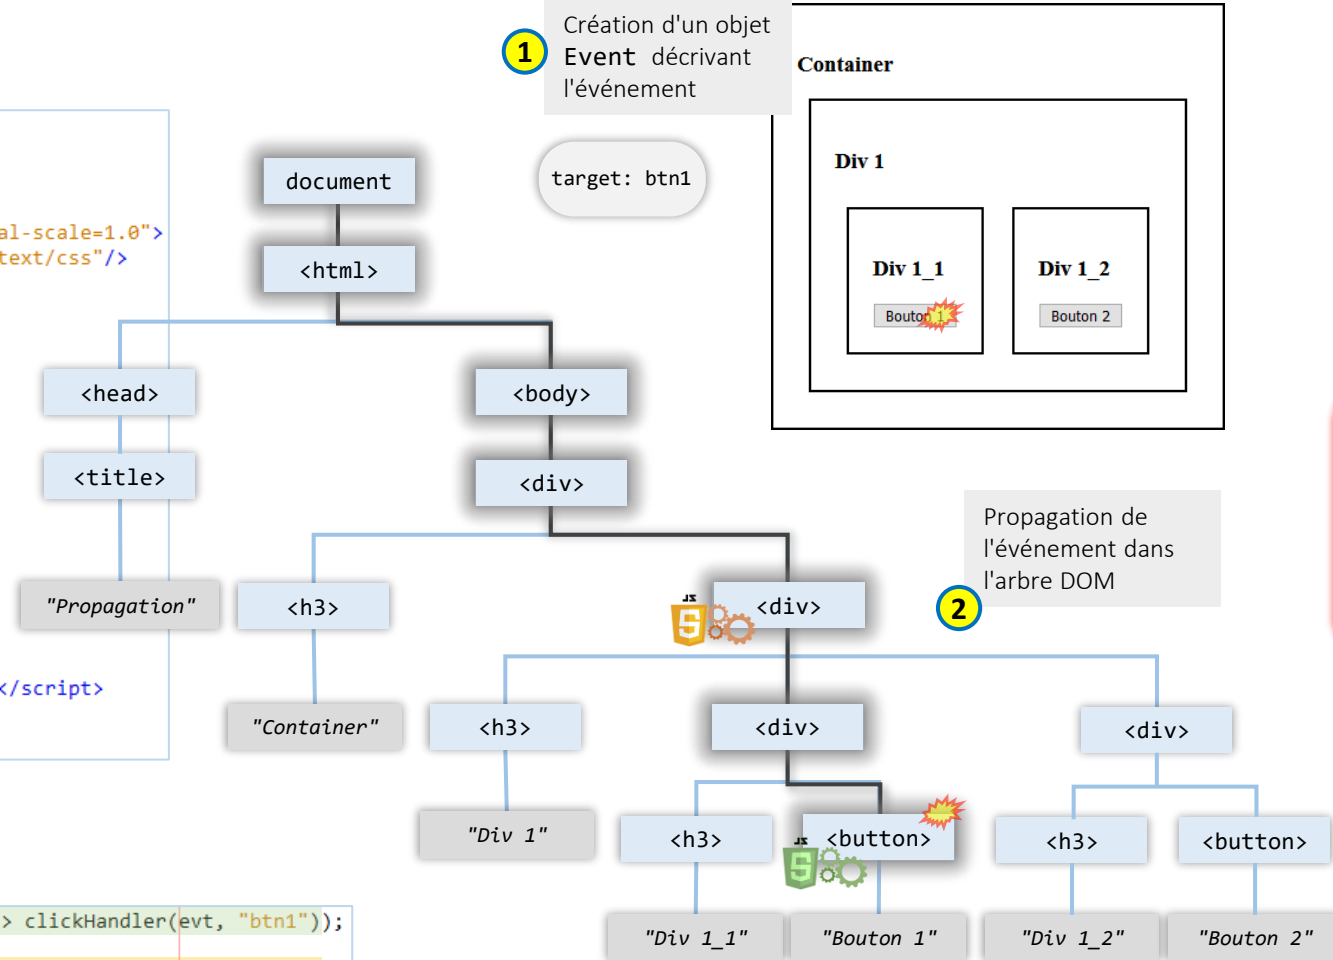 1
Création d'un objet
Event décrivant
l'événement
Container
Div 1
target: btn1
document
al-scale=1.0">
text/css"/>
<html>
Div 1_1
Div 1_2
Bouton 1
Bouton 2
<head>
<body>
<title>
<div>
Propagation de
l'événement dans
l'arbre DOM
2
"Propagation"
<h3>
JS
<div>
</script>
"Container"
<h3>
<div>
<div>
"Div 1"
<h3>
JS
<button>
<h3>
<button>
> clickHandler(evt, "btn1"));
"Div 1_1"
"Bouton 1"
"Div 1_2"
"Bouton 2"